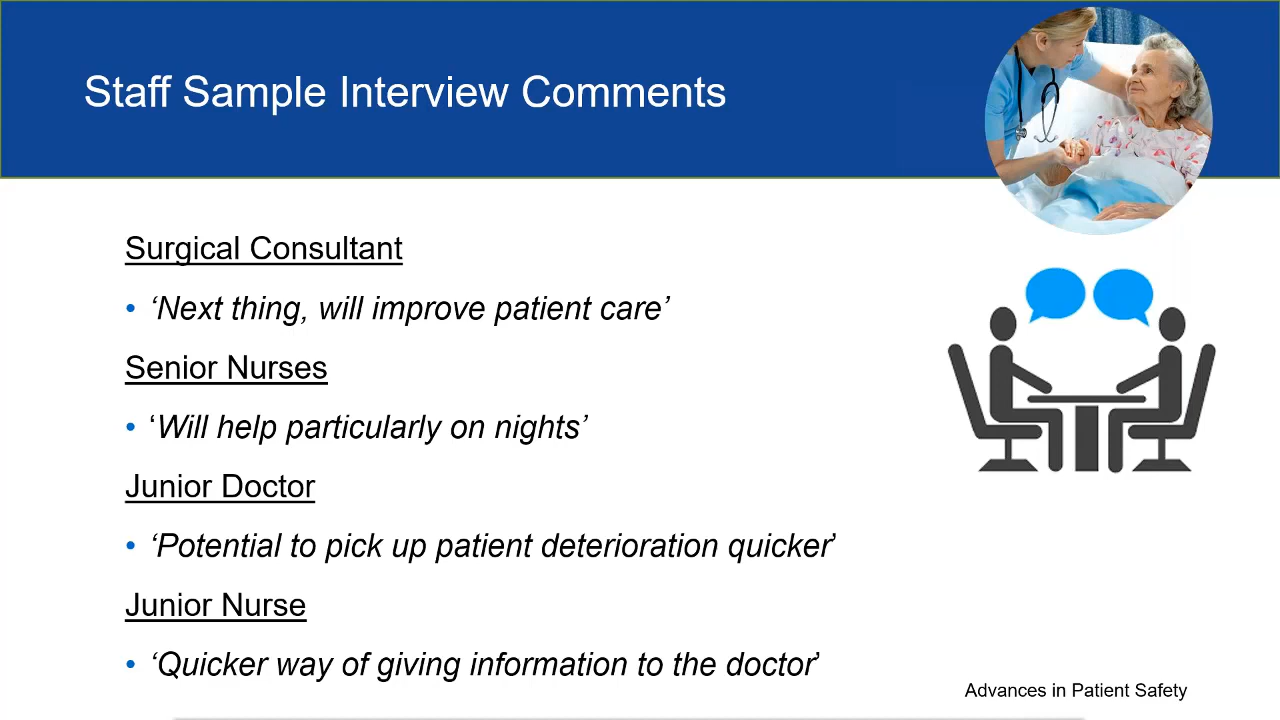 Staff Sample Interview Comments
Surgical Consultant
• ‘Next thing, will improve patient care’
Senior Nurses
• ‘Will help particularly on nights’
Junior Doctor
• ‘Potential to pick up patient deterioration quicker’
Junior Nurse
• ‘Quicker way of giving information to the doctor’
Advances in Patient Safety